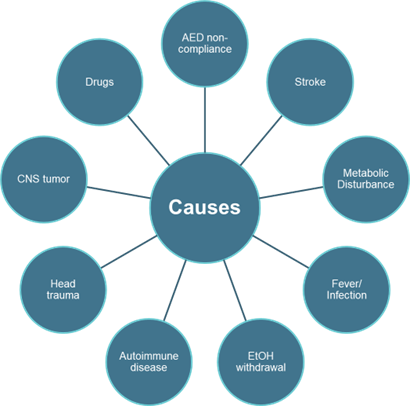 AED non-
compliance
Stroke
Metabolic
Disturbance
Fever/
Infection
EtOH
withdrawal
Autoimmune
disease
Head
trauma
CNS tumor
Drugs
Causes